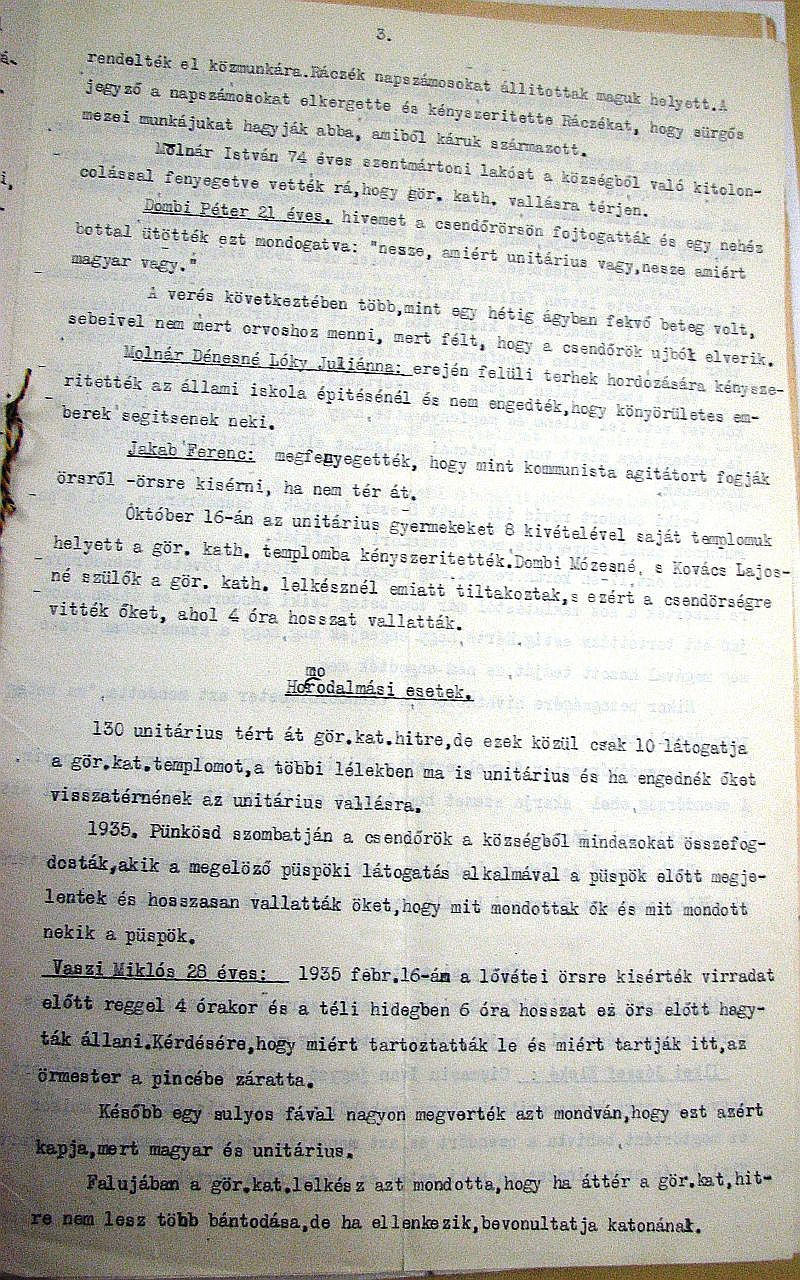 3.
rendelték el közmunkára.Ráczék napszámosokat állitottak maguk helyett.A
jegyző a napszámosokat elkergette és kényszeritette Ráczékat, hogy sürgős
mezei munkájukat hagyják abba, amiből káruk származott.
Molnár István 74 éves szentmártoni lakóst a községből való kitolon-
colással fenyegetve vették rá,hogy gör. kath. vallásra térjen.
Dombi Péter 21 éves. hivemet a csendőrörsön fojtogatták és egy nehéz
bottal ütötték ezt mondogatva: "nesze, amiért unitárius vagy,nesze amiért
magyar vagy."
A verés következtében több,mint egy hétig ágyban fekvő beteg volt,
sebeivel nem mert orvoshoz menni, mert félt, hogy a csendőrök ujból elverik.
Molnár Dénesné Lóky Juliánna: erején felüli terhek hordozására kénysze-
ritették az állami iskola épitésénél és nem engedték,hogy könyörületes em-
berek segitsenek neki.
Jakab Ferenc: megfenyegették, hogy mint kommunista agitátort fogják
örsről -örsre kisérni, ha nem tér át.
Október 16-án az unitárius gyermekeket 8 kivételével saját templomuk
helyett a gör. kath. templomba kényszeritették.Dombi Mózesné, s Kovács Lajos-
né szülők a gör. kath. lelkésznél emiatt tiltakoztak,s ezért a csendörségre
vitték őket, ahol 4 óra hosszat vallatták.
mo
Horodalmási esetek.
130 unitárius tért át gör.kat.hitre,de ezek közül csak 10 látogatja
a gör.kat.templomot,a többi lélekben ma is unitárius és ha engednék őket
visszatérnének az unitárius vallásra.
1935. Pünkösd szombatján a csendőrök a községből mindazokat összefog-
dosták,akik a megelöző püspöki látogatás alkalmával a püspök előtt megje-
lentek és hosszasan vallatták öket,hogy mit mondottak ők és mit mondott
nekik a püspök.
Vaszi Miklós 28 éves: 1935 febr.16-án a lővétei örsre kisérték virradat
előtt reggel 4 órakor és a téli hidegben 6 óra hosszat ez örs előtt hagy-
ták állani.Kérdésére,hogy miért tartoztatták le és miért tartják itt,az
örmester a pincébe záratta.
Később egy sulyos fával nagyon megverték azt mondván,hogy ezt azért
kapja,mert magyar és unitárius.
Falujában a gör.kat.lelkész azt mondotta,hogy ha áttér a gör.kat,hit-
re nem lesz több bántodása,de ha ellenkezik,bevonultatja katonának.